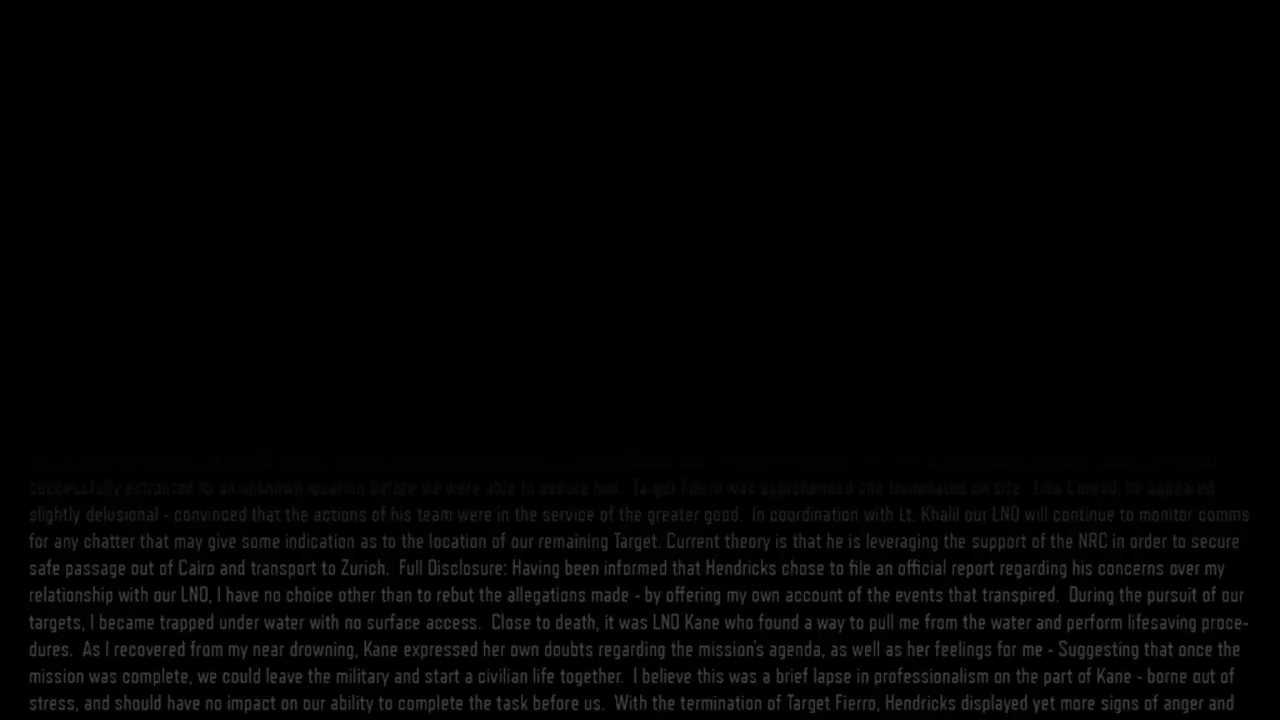 successfully extracted to an unknown location before we were able to secure him.  Target Fierro was apprehended and terminated on site.  Like Conrad, he appeared
slightly delusional - convinced that the actions of his team were in the service of the greater good.  In coordination with Lt. Khalil our LNO will continue to monitor comms
for any chatter that may give some indication as to the location of our remaining Target. Current theory is that he is leveraging the support of the NRC in order to secure
safe passage out of Cairo and transport to Zurich.  Full Disclosure: Having been informed that Hendricks chose to file an official report regarding his concerns over my
relationship with our LNO, I have no choice other than to rebut the allegations made - by offering my own account of the events that transpired.  During the pursuit of our
targets, I became trapped under water with no surface access.  Close to death, it was LNO Kane who found a way to pull me from the water and perform lifesaving proce-
dures.  As I recovered from my near drowning, Kane expressed her own doubts regarding the mission's agenda, as well as her feelings for me - Suggesting that once the
mission was complete, we could leave the military and start a civilian life together.  I believe this was a brief lapse in professionalism on the part of Kane - borne out of
stress, and should have no impact on our ability to complete the task before us.  With the termination of Target Fierro, Hendricks displayed yet more signs of anger and